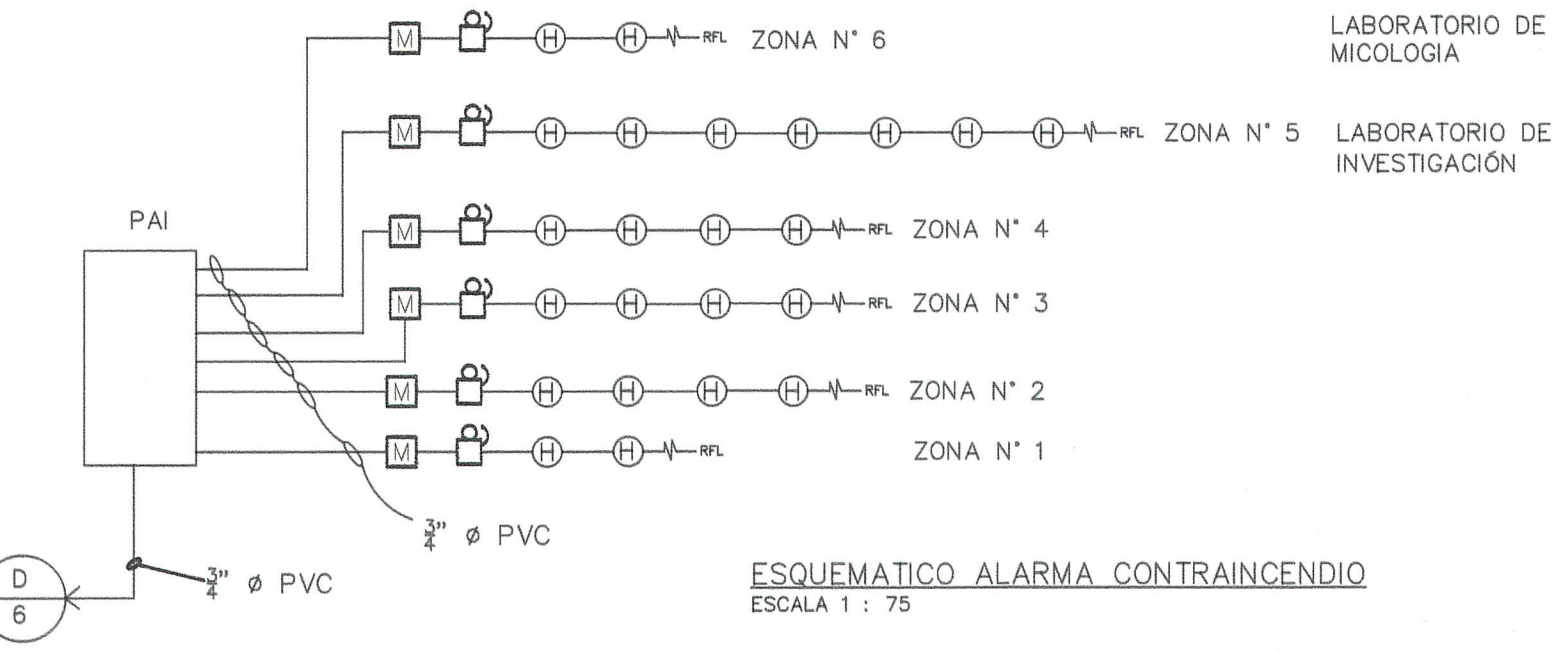 M H H RFL ZONA N° 6
LABORATORIO DE
MICOLOGIA
M H H H H H H H RFL ZONA N° 5
LABORATORIO DE
INVESTIGACIÓN
PAI
M H H H H RFL ZONA N° 4
M H H H H RFL ZONA N° 3
M H H H H RFL ZONA N° 2
M H H RFL ZONA N° 1
3/4" ø PVC
3/4" ø PVC
D
6
ESQUEMATICO ALARMA CONTRAINCENDIO
ESCALA 1 : 75